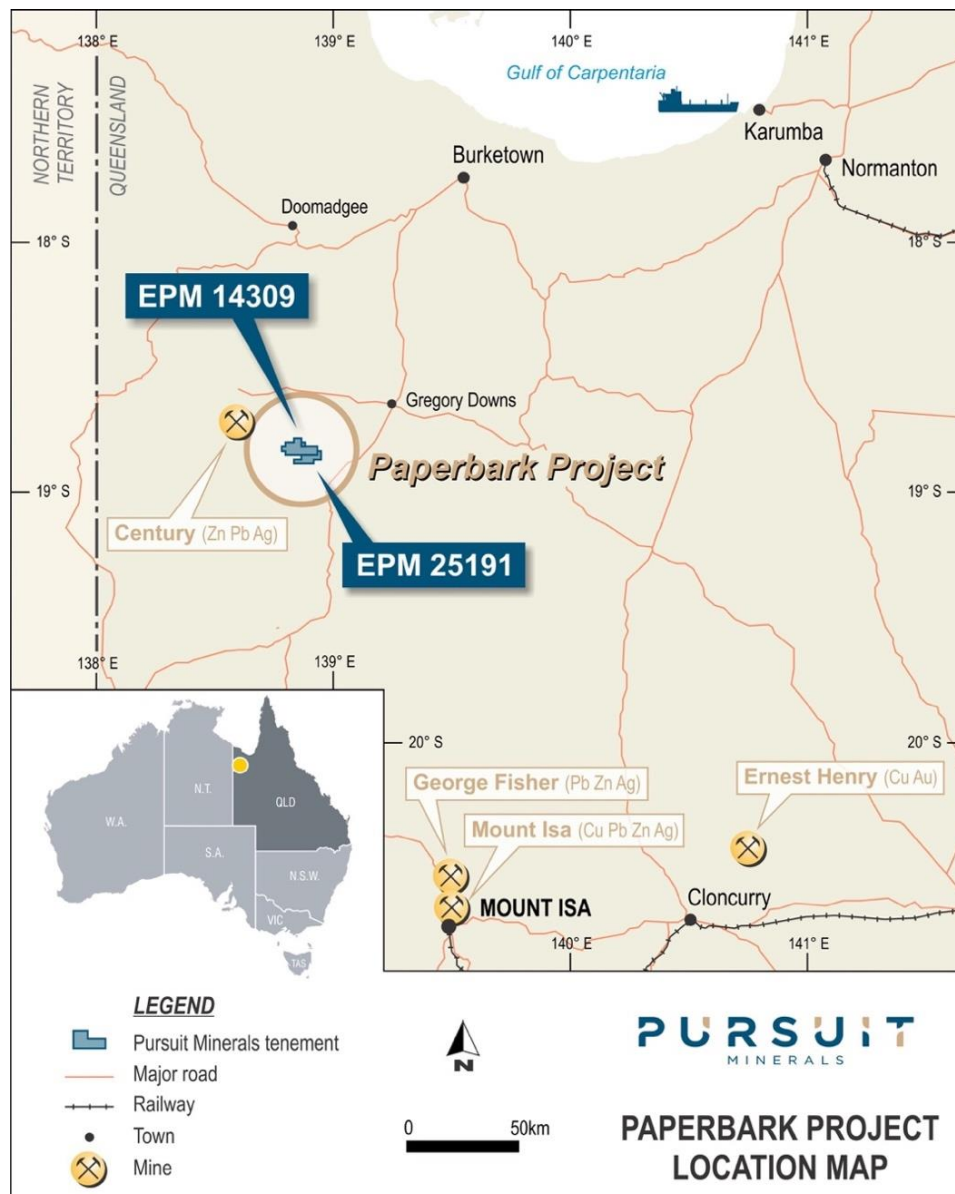 138° E
139° E
140° E
141° E
Gulf of Carpentaria
NORTHERN
TERRITORY
QUEENSLAND
Karumba
Burketown
Normanton
Doomadgee
18° S
18° S
EPM 14309
Gregory Downs
Paperbark Project
19° S
19° S
Century (Zn Pb Ag)
EPM 25191
138° E
139° E
20° S
20° S
George Fisher (Pb Zn Ag)
Ernest Henry (Cu Au)
Mount Isa (Cu Pb Zn Ag)
MOUNT ISA
Cloncurry
140° E
141° E
N.T.
QLD
W.A.
S.A.
N.S.W.
VIC
TAS
LEGEND
Pursuit Minerals tenement
Major road
Railway
Town
Mine
N
0
50km
PURSUIT
MINERALS
PAPERBARK PROJECT
LOCATION MAP